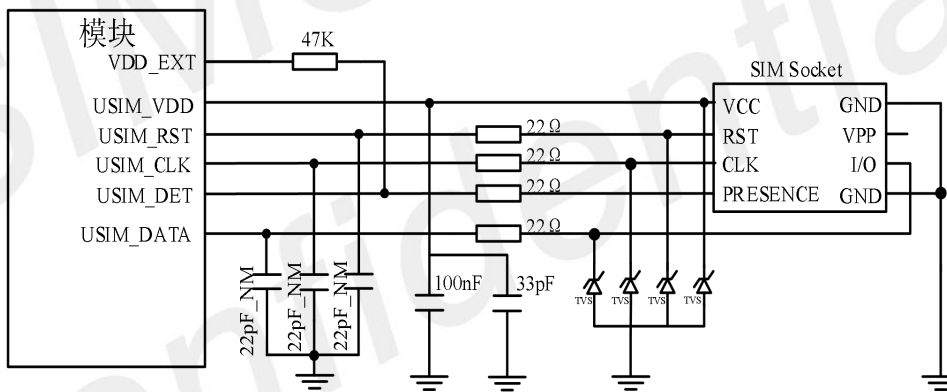 模块
47K
VDD_EXT
SIM Socket
USIM_VDD
VCC
GND
USIM_RST
22Ω
RST
VPP
USIM_CLK
22Ω
CLK
I/O
USIM_DET
22Ω
PRESENCE
GND
USIM_DATA
22Ω
22pF_NM
22pF_NM
22pF_NM
100nF
33pF
TVS
TVS
TVS